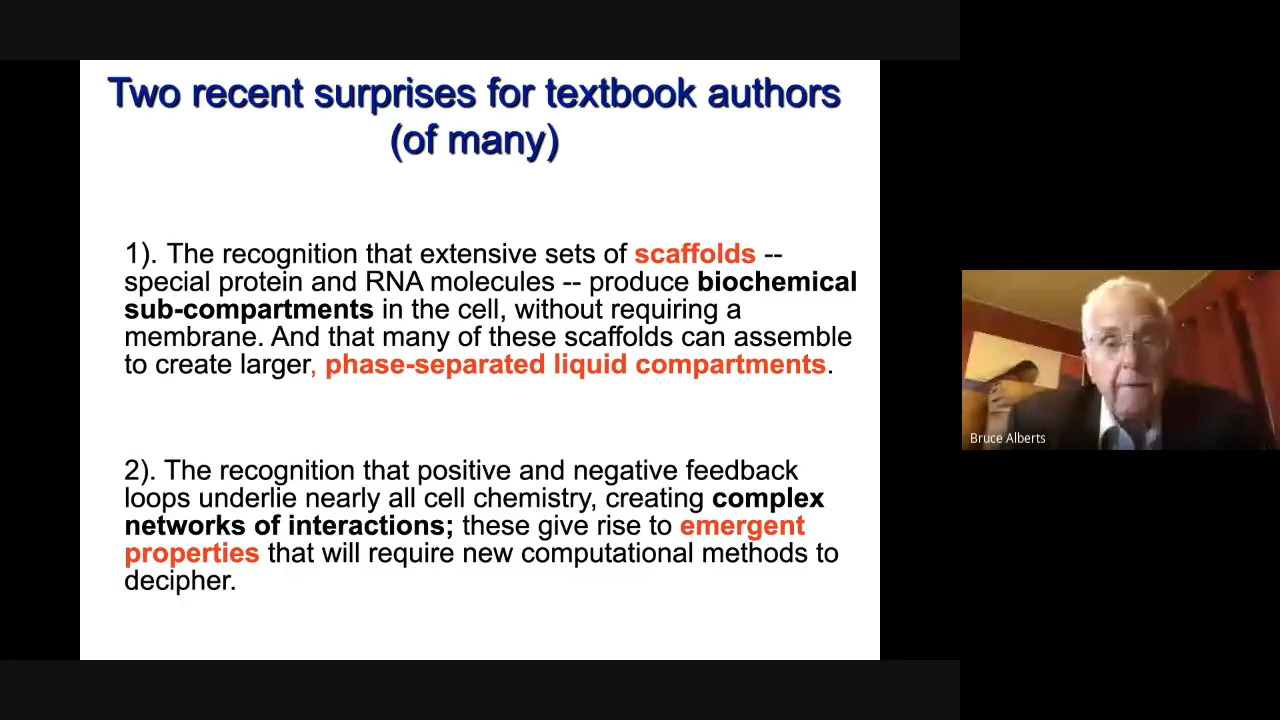 Two recent surprises for textbook authors
(of many)
1). The recognition that extensive sets of scaffolds --
special protein and RNA molecules -- produce biochemical
sub-compartments in the cell, without requiring a
membrane. And that many of these scaffolds can assemble
to create larger, phase-separated liquid compartments.
2). The recognition that positive and negative feedback
loops underlie nearly all cell chemistry, creating complex
networks of interactions; these give rise to emergent
properties that will require new computational methods to
decipher.
Bruce Alberts